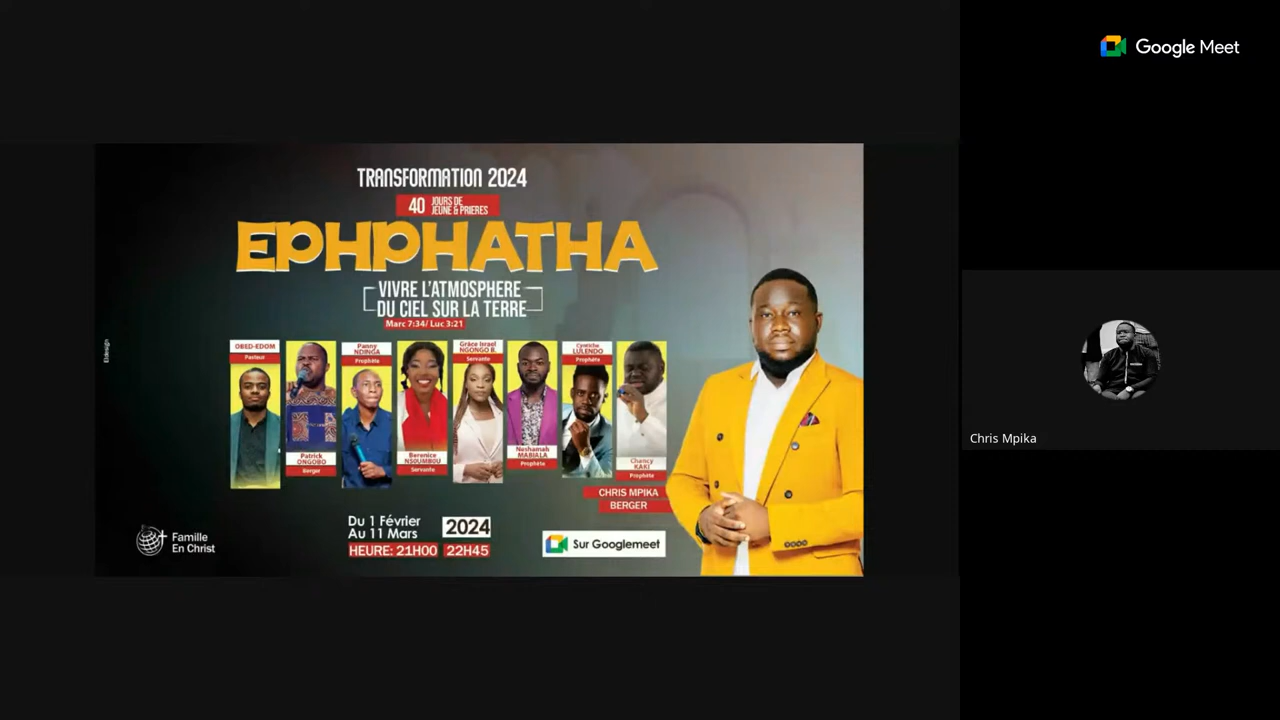 Google Meet
TRANSFORMATION 2024
40 JOURS DE
JEUNE & PRIERES
EPHPHATHA
VIVRE L'ATMOSPHERE
DU CIEL SUR LA TERRE
Marc 7:34/ Luc 3:21
OBED-EDOM
Pasteur
Patrick
ONGOBO
Berger
Panny
NDINGA
Prophète
Berenice
NSOUMBOU
Servante
Grâce Israel
NGONGO B.
Servante
Neshamah
MABIALA
Prophète
Cyntiche
LULENDO
Prophète
Chancy
KAKI
Prophète
CHRIS MPIKA
BERGER
Du 1 Février
Au 11 Mars
2024
HEURE: 21H00 22H45
Sur Googlemeet
Famille
En Christ
Chris Mpika